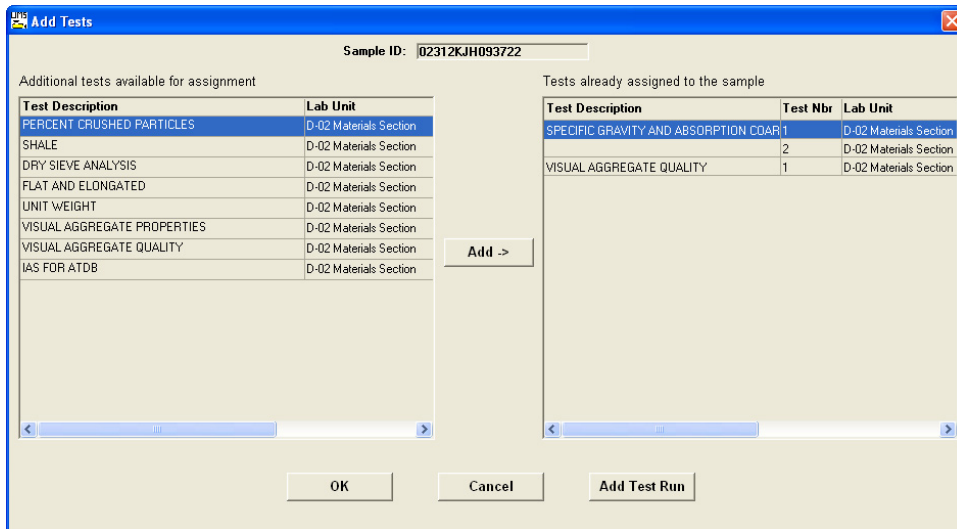 Add Tests
Sample ID: 02312KJH093722
Additional tests available for assignment
Test Description Lab Unit
PERCENT CRUSHED PARTICLES D-02 Materials Section
SHALE D-02 Materials Section
DRY SIEVE ANALYSIS D-02 Materials Section
FLAT AND ELONGATED D-02 Materials Section
UNIT WEIGHT D-02 Materials Section
VISUAL AGGREGATE PROPERTIES D-02 Materials Section
VISUAL AGGREGATE QUALITY D-02 Materials Section
IAS FOR ATDB D-02 Materials Section
Add ->
Tests already assigned to the sample
Test Description Test Nbr Lab Unit
SPECIFIC GRAVITY AND ABSORPTION COAR 1 D-02 Materials Section
2 D-02 Materials Section
VISUAL AGGREGATE QUALITY 1 D-02 Materials Section
OK Cancel Add Test Run